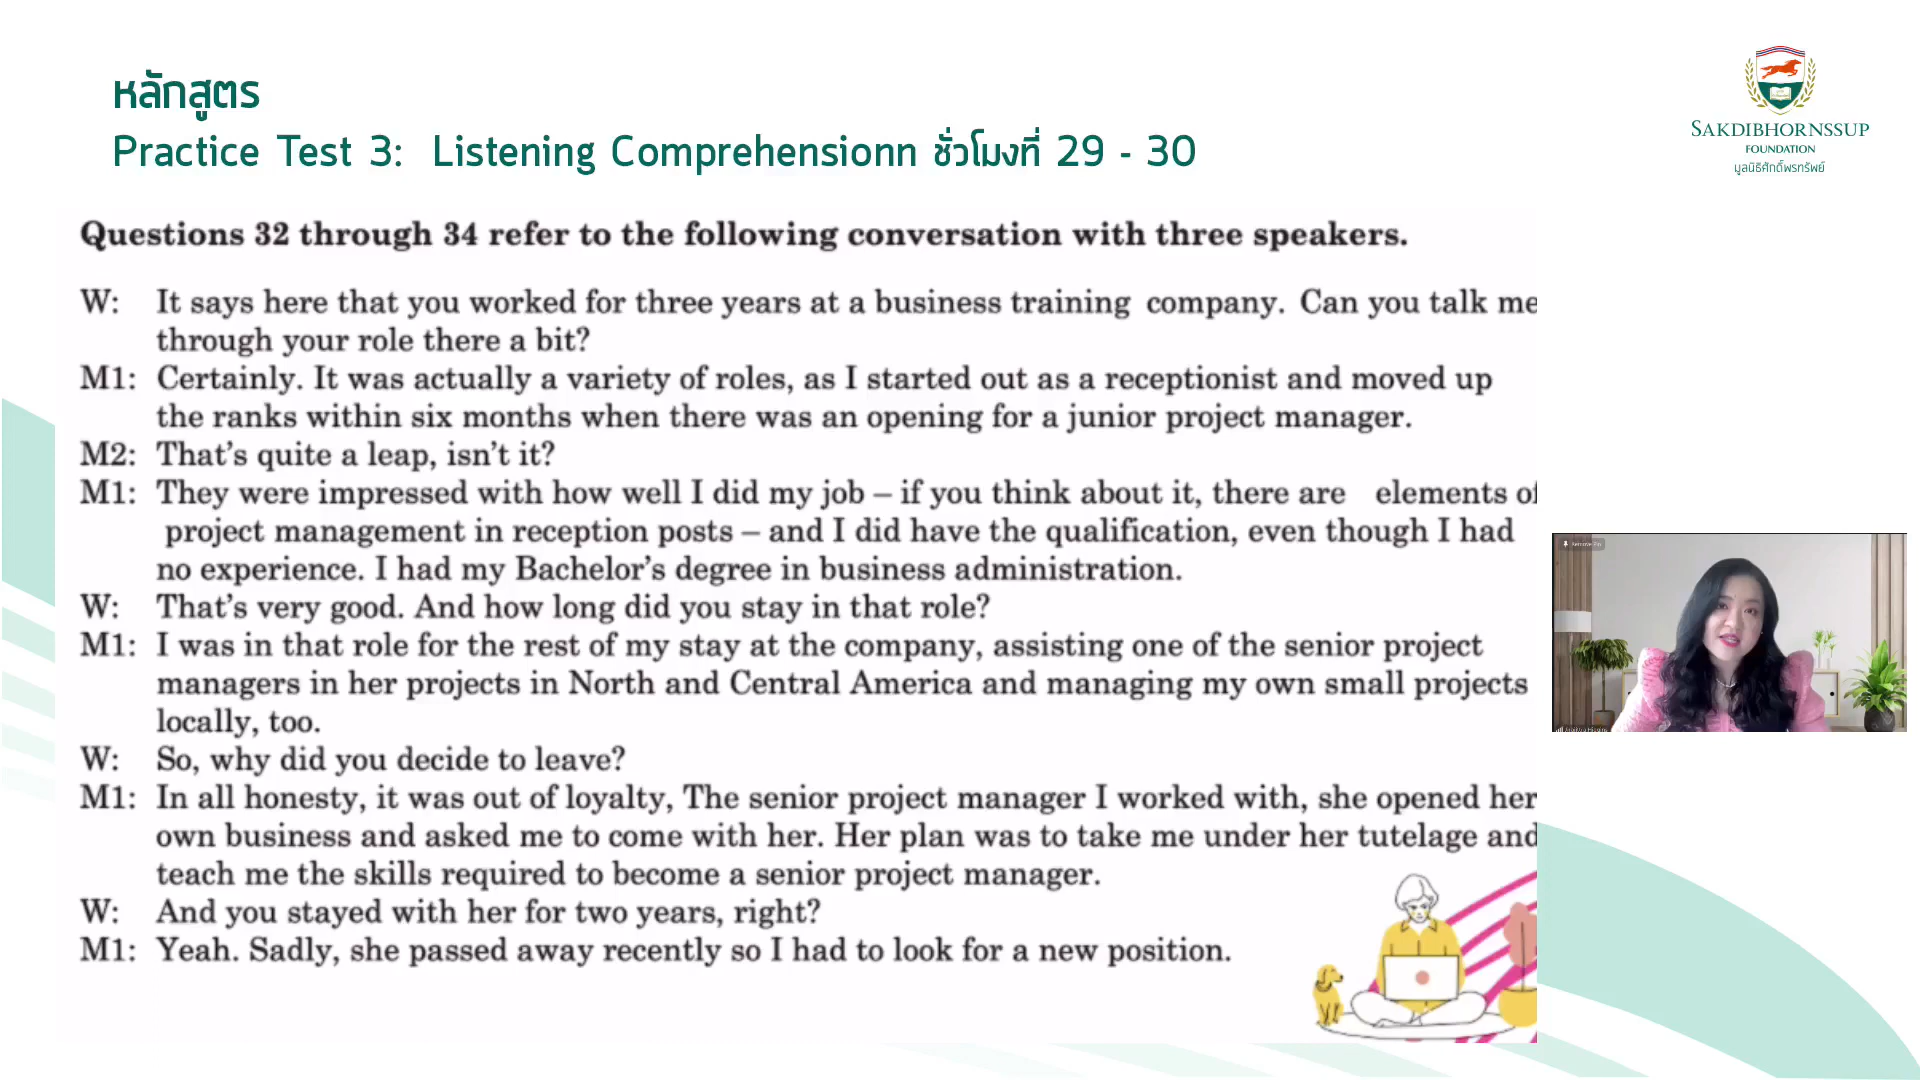 หลักสูตร
Practice Test 3: Listening Comprehensionn ชั่วโมงที่ 29 - 30
SAKDIBHORNSSUP
FOUNDATION
มูลนิธิศักดิ์พรทรัพย์
Questions 32 through 34 refer to the following conversation with three speakers.
W: It says here that you worked for three years at a business training company. Can you talk me
through your role there a bit?
M1: Certainly. It was actually a variety of roles, as I started out as a receptionist and moved up
the ranks within six months when there was an opening for a junior project manager.
M2: That's quite a leap, isn't it?
M1: They were impressed with how well I did my job – if you think about it, there are elements of
project management in reception posts – and I did have the qualification, even though I had
no experience. I had my Bachelor's degree in business administration.
W: That's very good. And how long did you stay in that role?
M1: I was in that role for the rest of my stay at the company, assisting one of the senior project
managers in her projects in North and Central America and managing my own small projects
locally, too.
W: So, why did you decide to leave?
M1: In all honesty, it was out of loyalty, The senior project manager I worked with, she opened her
own business and asked me to come with her. Her plan was to take me under her tutelage and
teach me the skills required to become a senior project manager.
W: And you stayed with her for two years, right?
M1: Yeah. Sadly, she passed away recently so I had to look for a new position.
Remove Pin